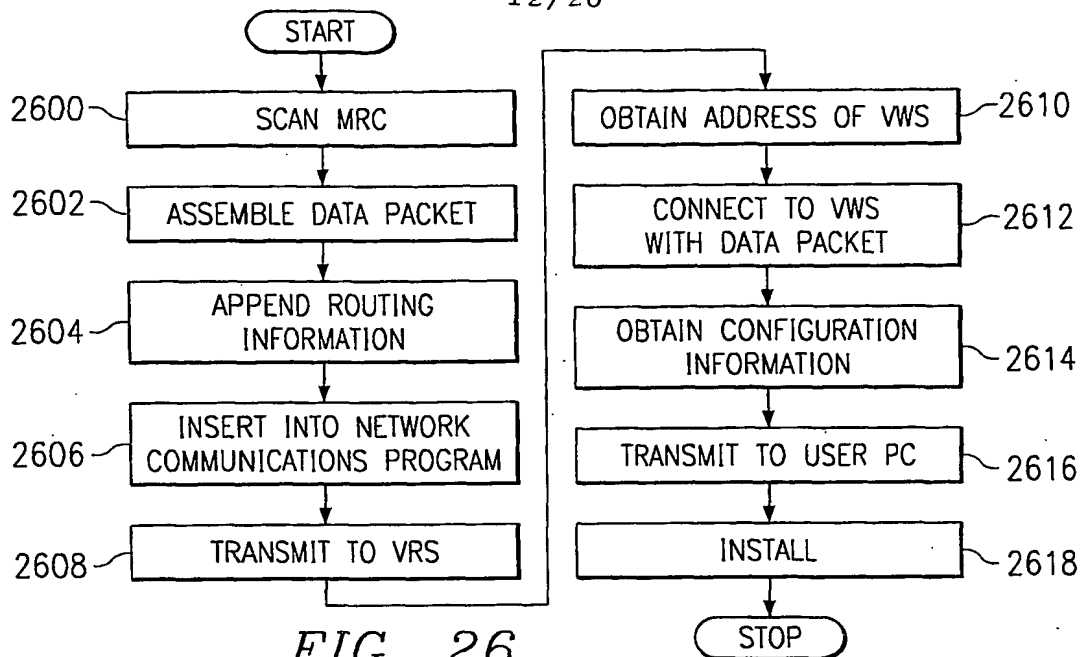 12/26
START
2600
SCAN MRC
2602
ASSEMBLE DATA PACKET
2604
APPEND ROUTING
INFORMATION
2606
INSERT INTO NETWORK
COMMUNICATIONS PROGRAM
2608
TRANSMIT TO VRS
OBTAIN ADDRESS OF VWS
2610
CONNECT TO VWS
WITH DATA PACKET
2612
OBTAIN CONFIGURATION
INFORMATION
2614
TRANSMIT TO USER PC
2616
INSTALL
2618
STOP
FIG. 26